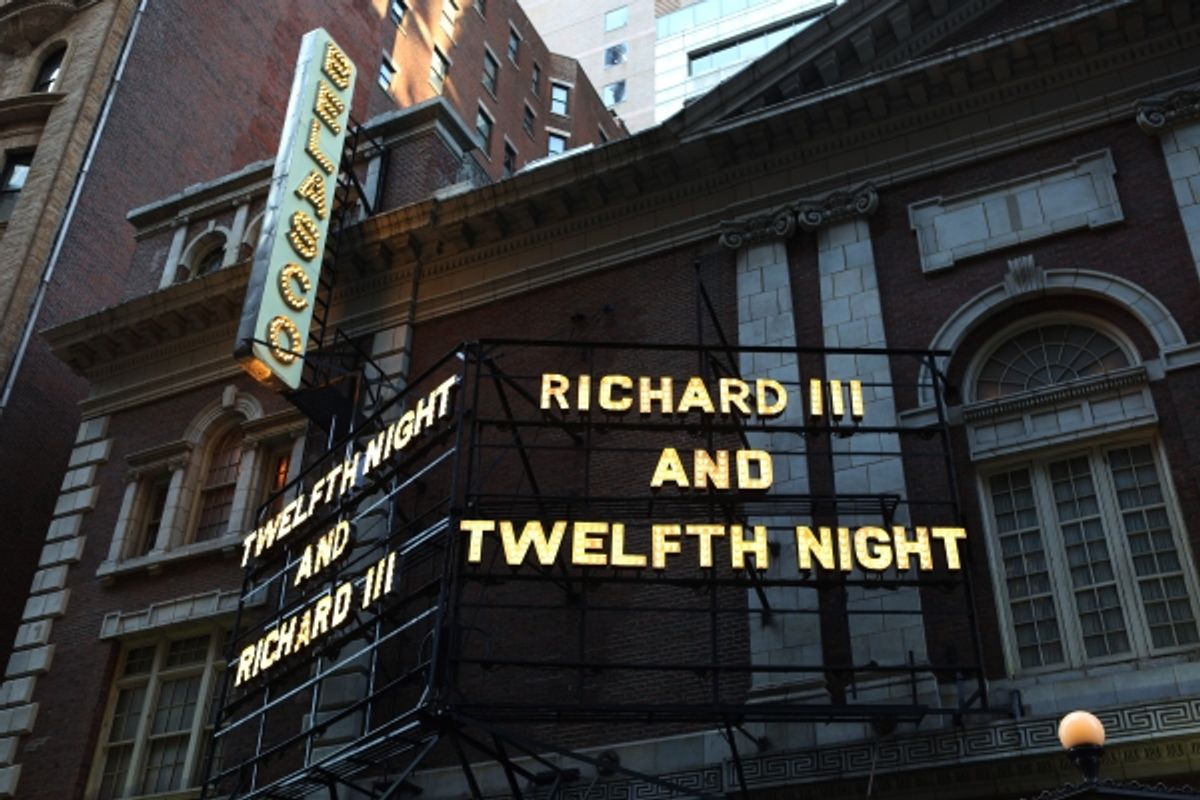 BELASCO
TWELFTH NIGHT
AND
RICHARD III
RICHARD III
AND
TWELFTH NIGHT